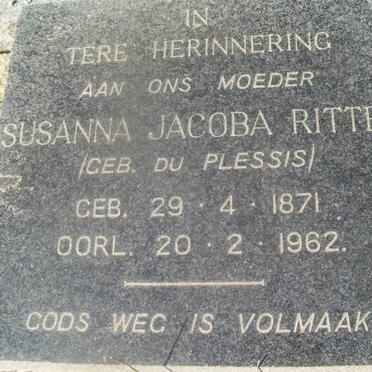 IN
TERE HERINNERING
AAN ONS MOEDER
SUSANNA JACOBA RITTE
/GEB. DU PLESSIS/
GEB. 29·4·1871
OORL. 20·2·1962.
GODS WEG IS VOLMAAK